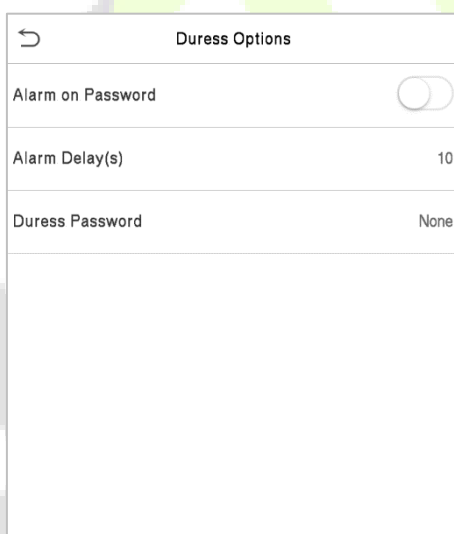 Duress Options
Alarm on Password
Alarm Delay(s) 10
Duress Password None